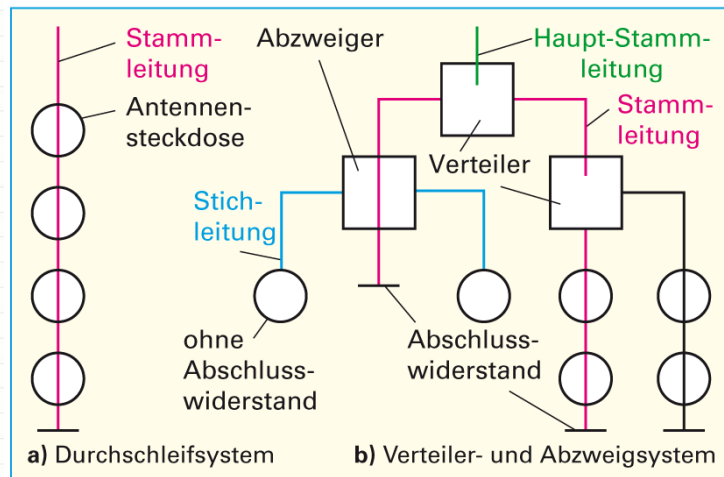 Stamm-
leitung
Antennen-
steckdose
a) Durchschleifsystem
Abzweiger
Haupt-Stamm-
leitung
Stamm-
leitung
Verteiler
Stich-
leitung
ohne
Abschluss-
widerstand
Abschluss-
widerstand
b) Verteiler- und Abzweigsystem